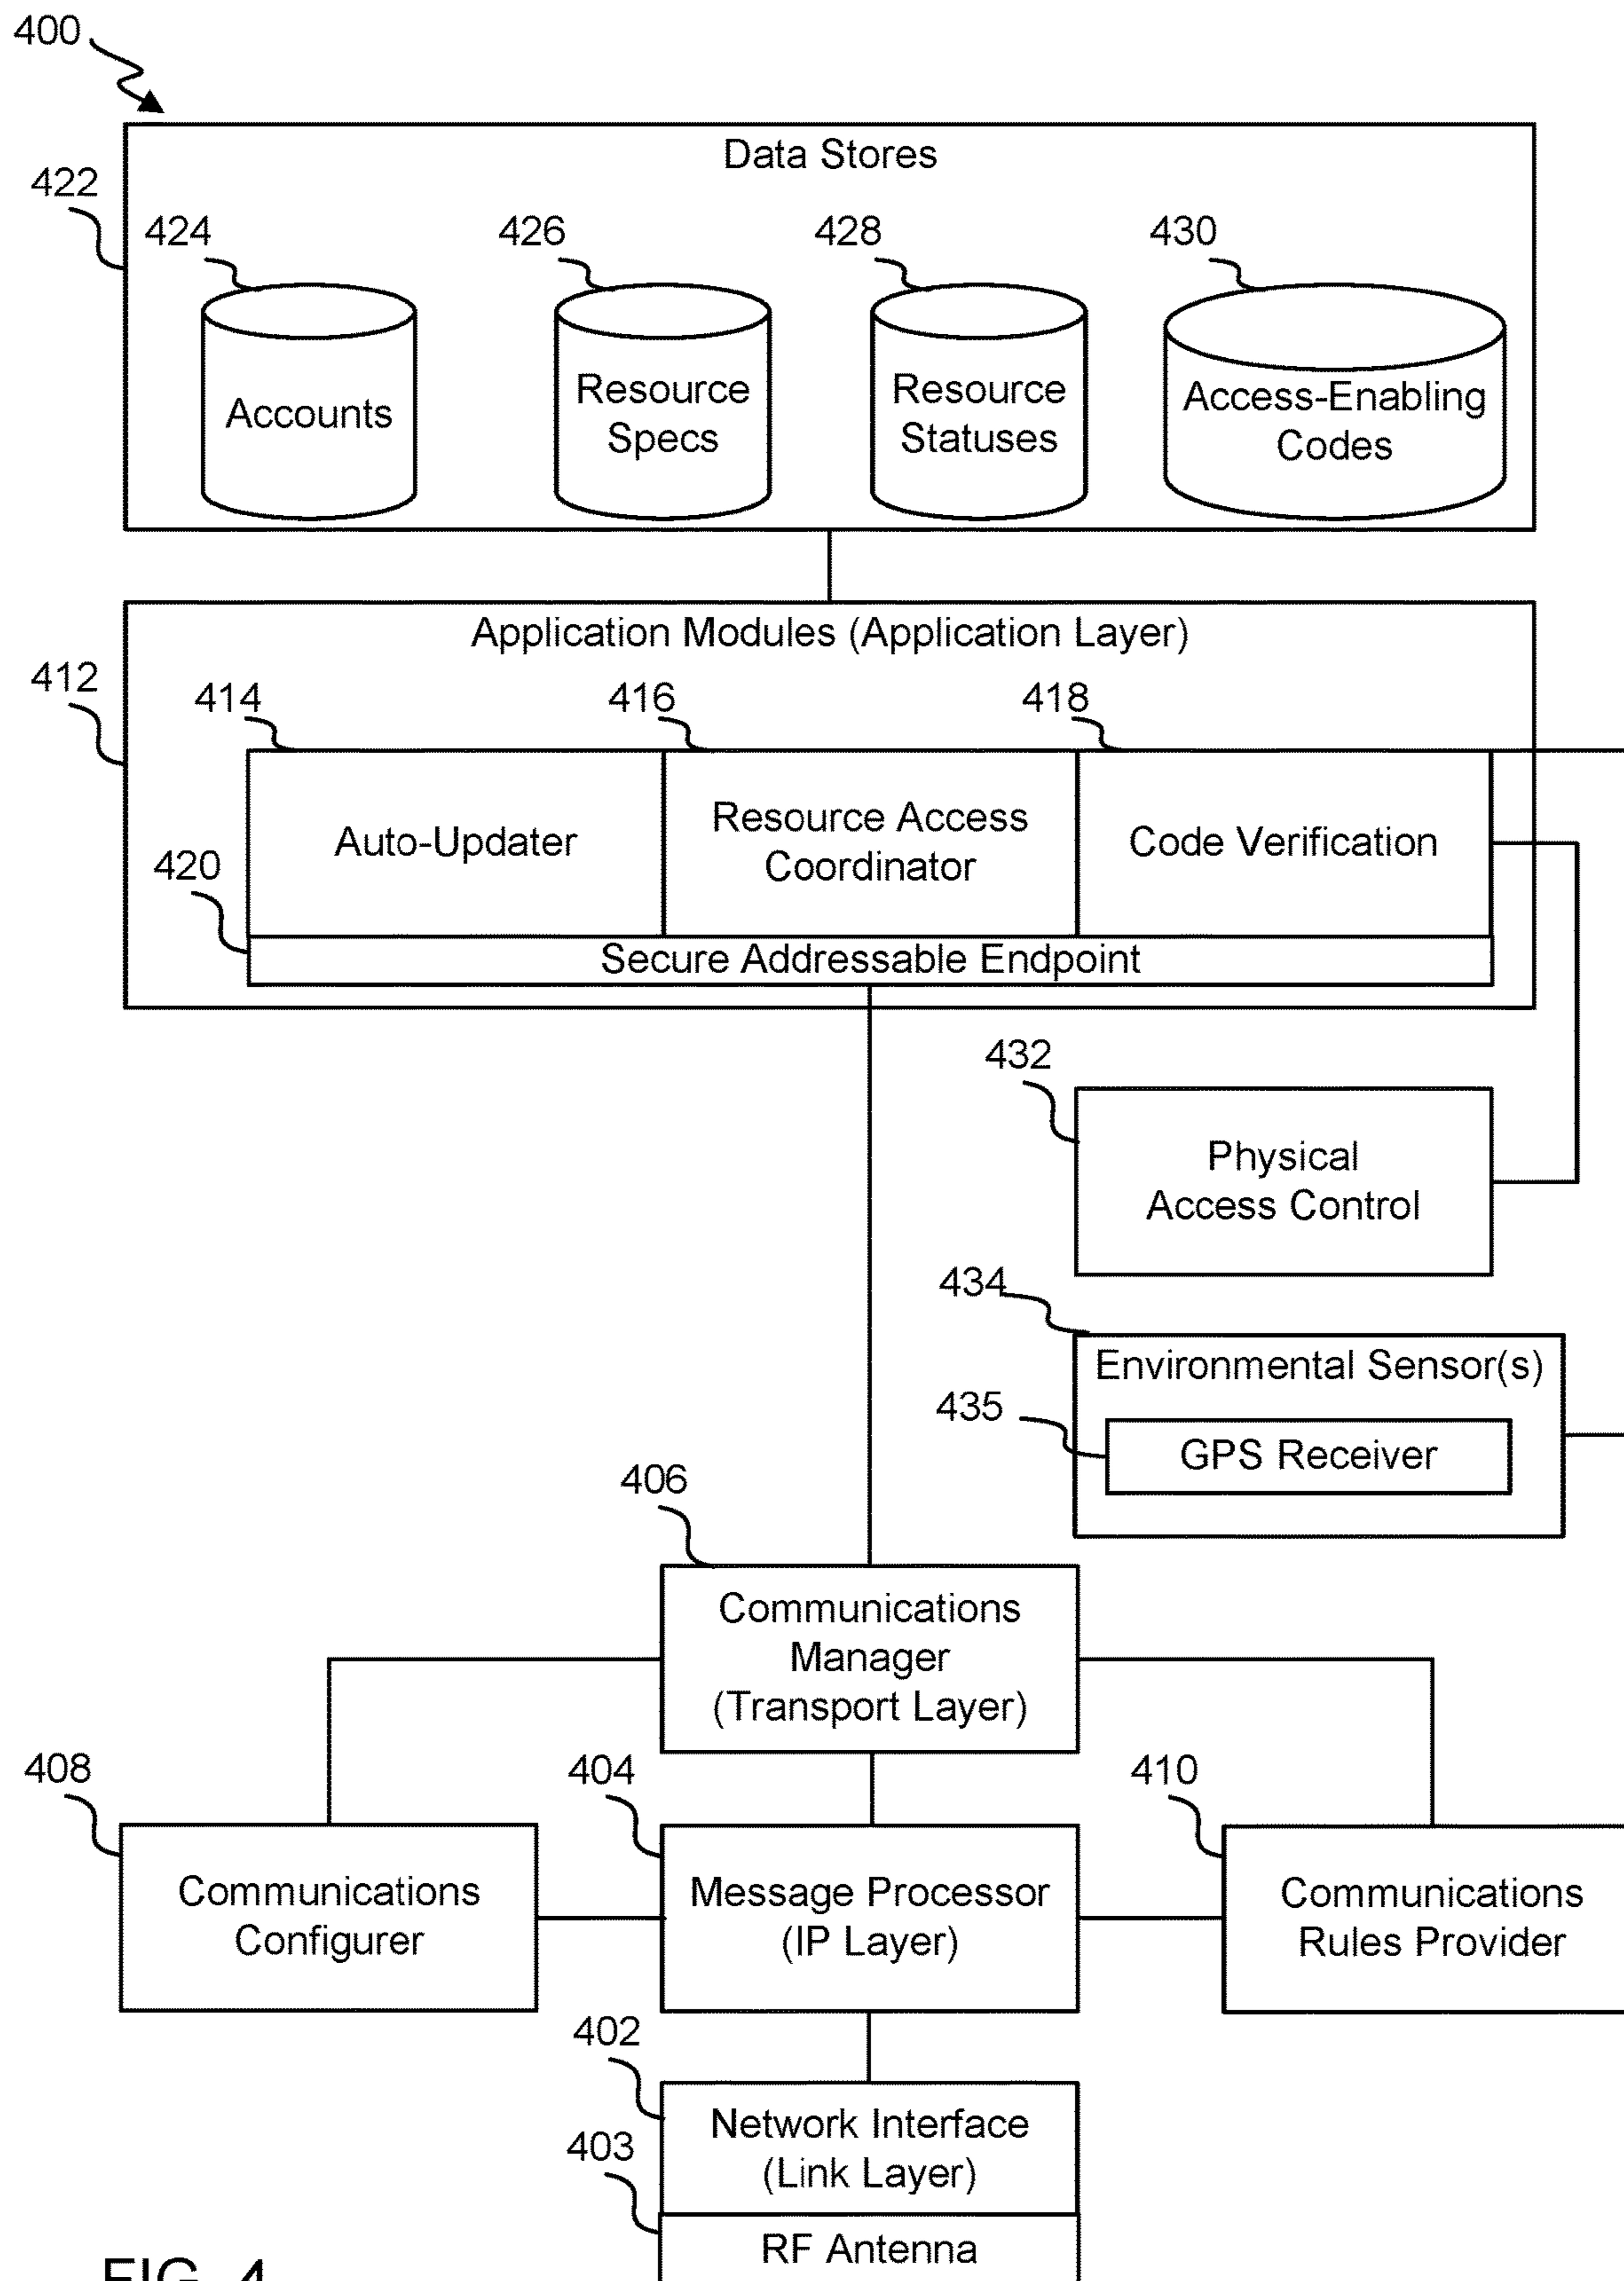 400
Data Stores
422
424
426
428
430
Accounts
Resource
Specs
Resource
Statuses
Access-Enabling
Codes
Application Modules (Application Layer)
412
414
416
418
Auto-Updater
Resource Access
Coordinator
Code Verification
420
Secure Addressable Endpoint
432
Physical
Access Control
434
Environmental Sensor(s)
435
GPS Receiver
406
Communications
Manager
(Transport Layer)
408
404
410
Communications
Configurer
Message Processor
(IP Layer)
Communications
Rules Provider
402
Network Interface
(Link Layer)
403
RF Antenna
FIG. 4